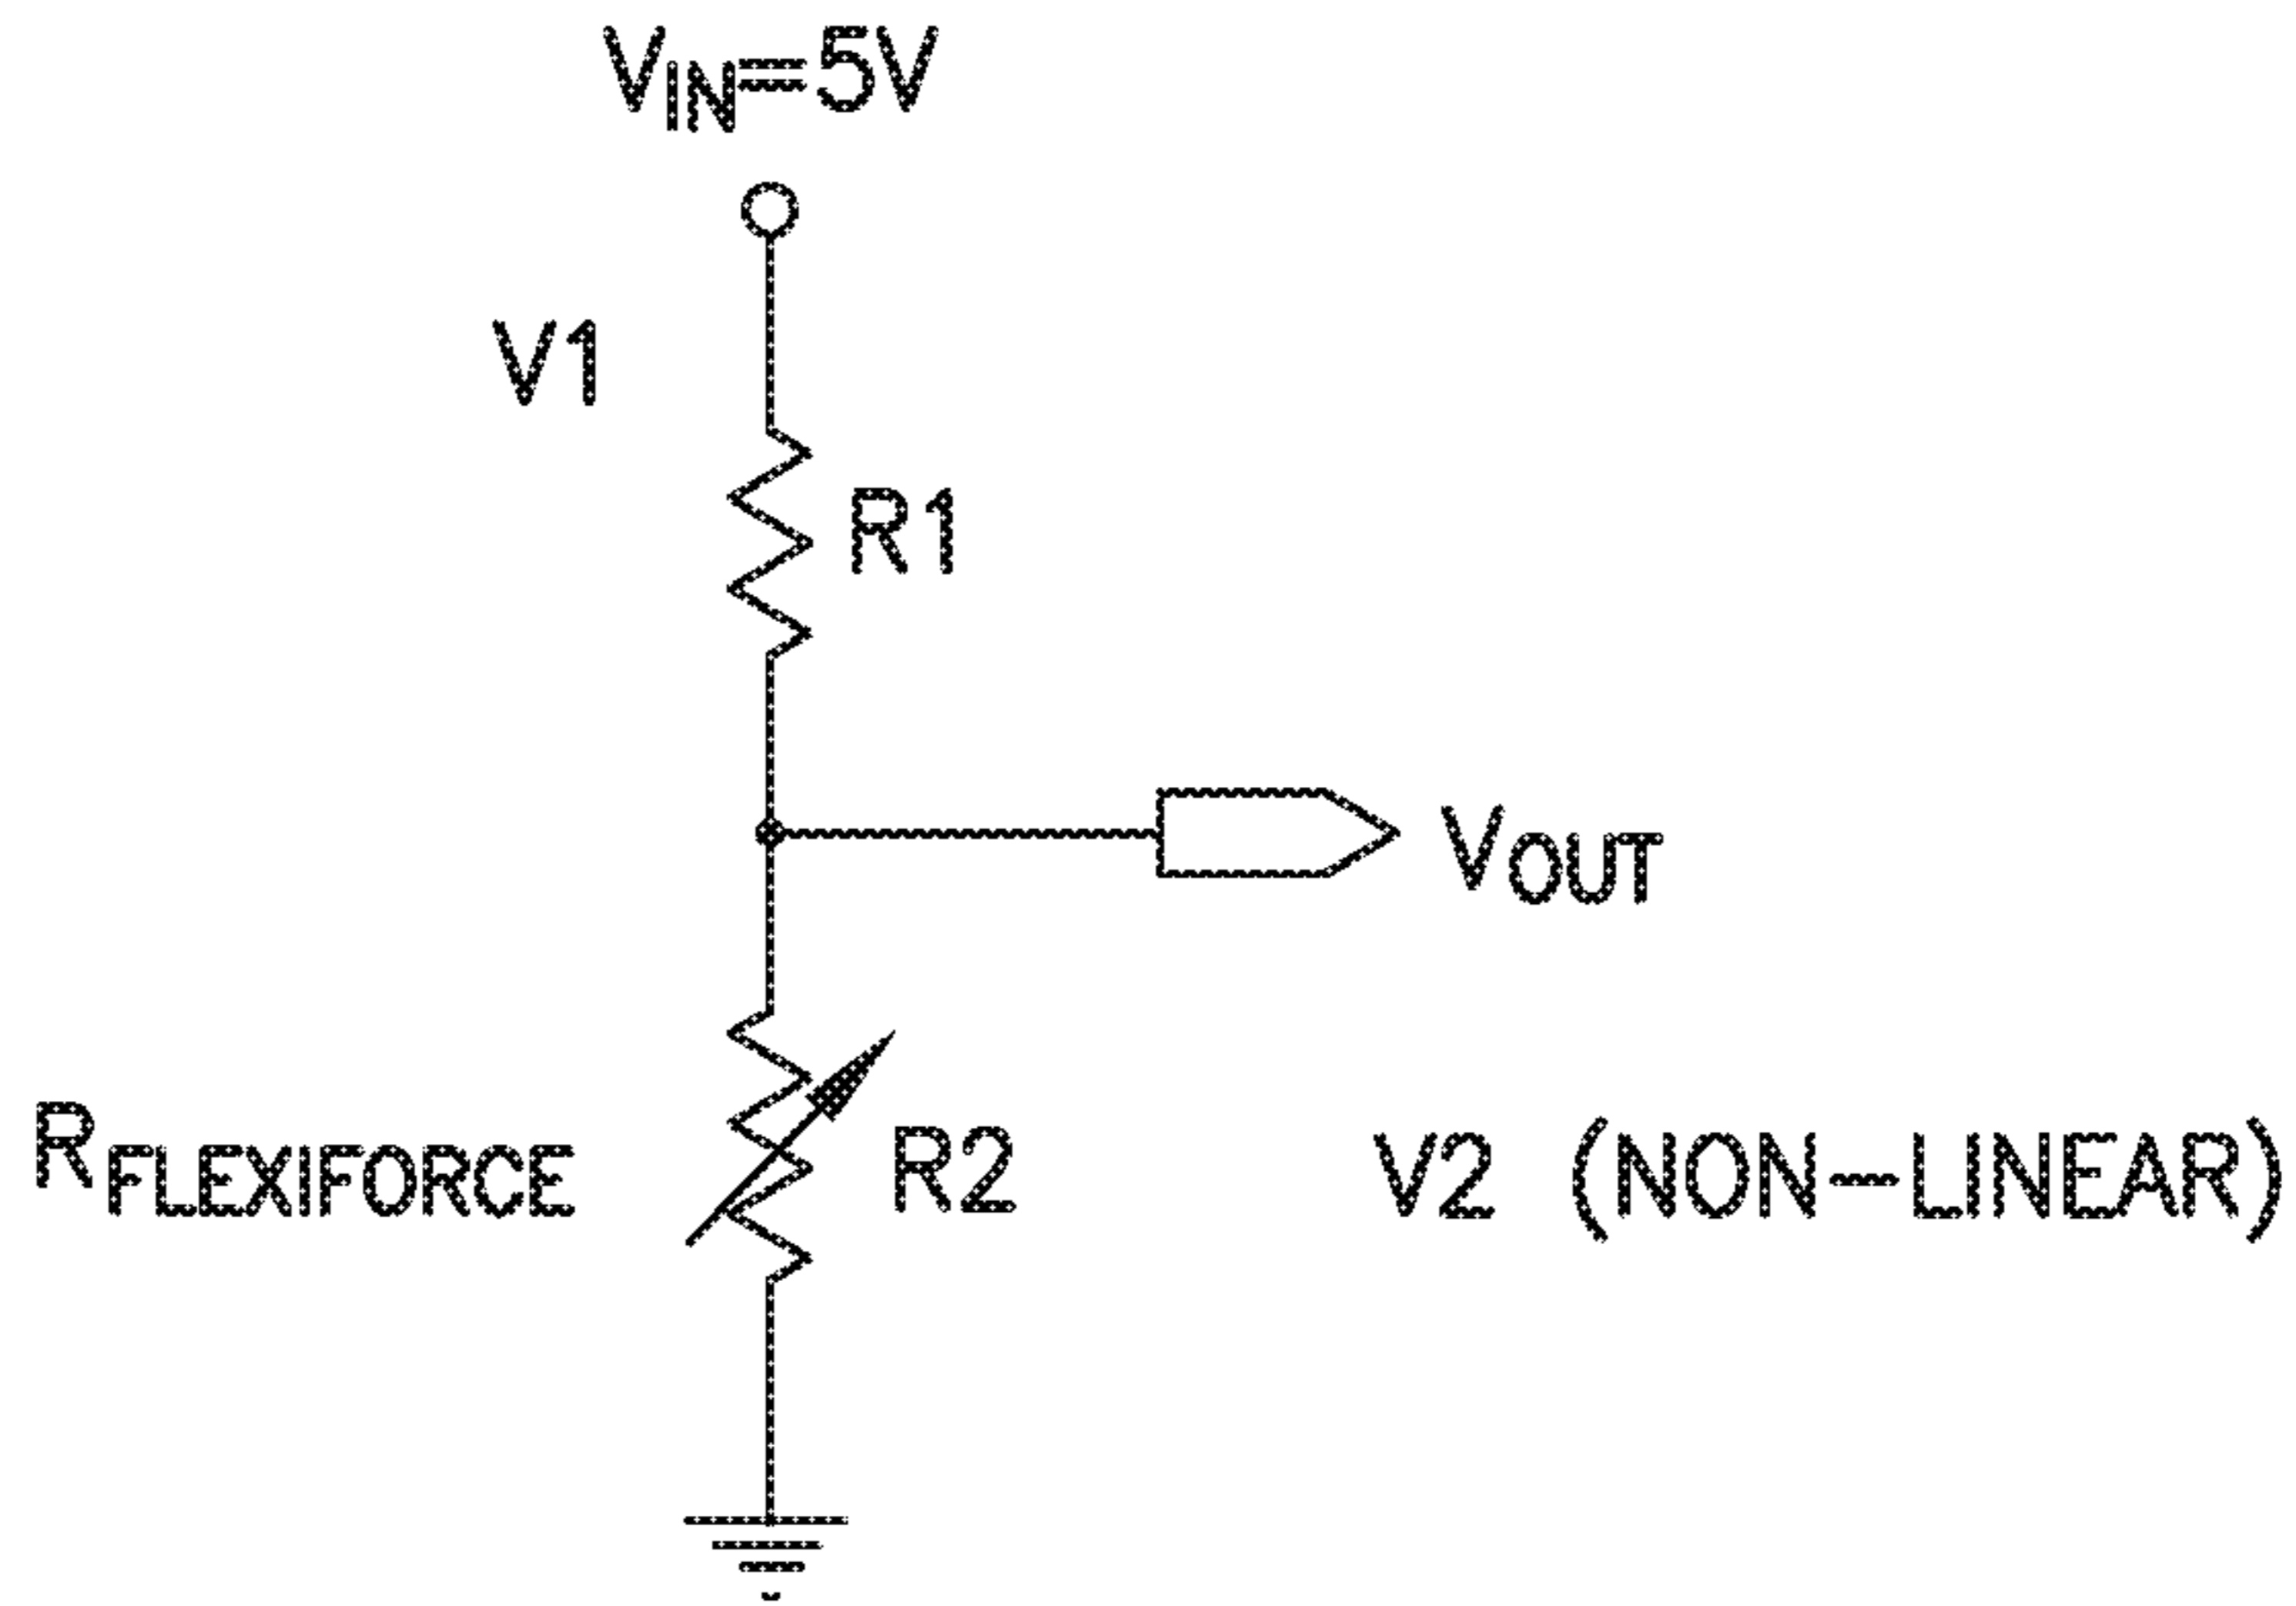 VIN=5V
V1
R1
VOUT
RFLEXIFORCE
R2
V2 (NON-LINEAR)